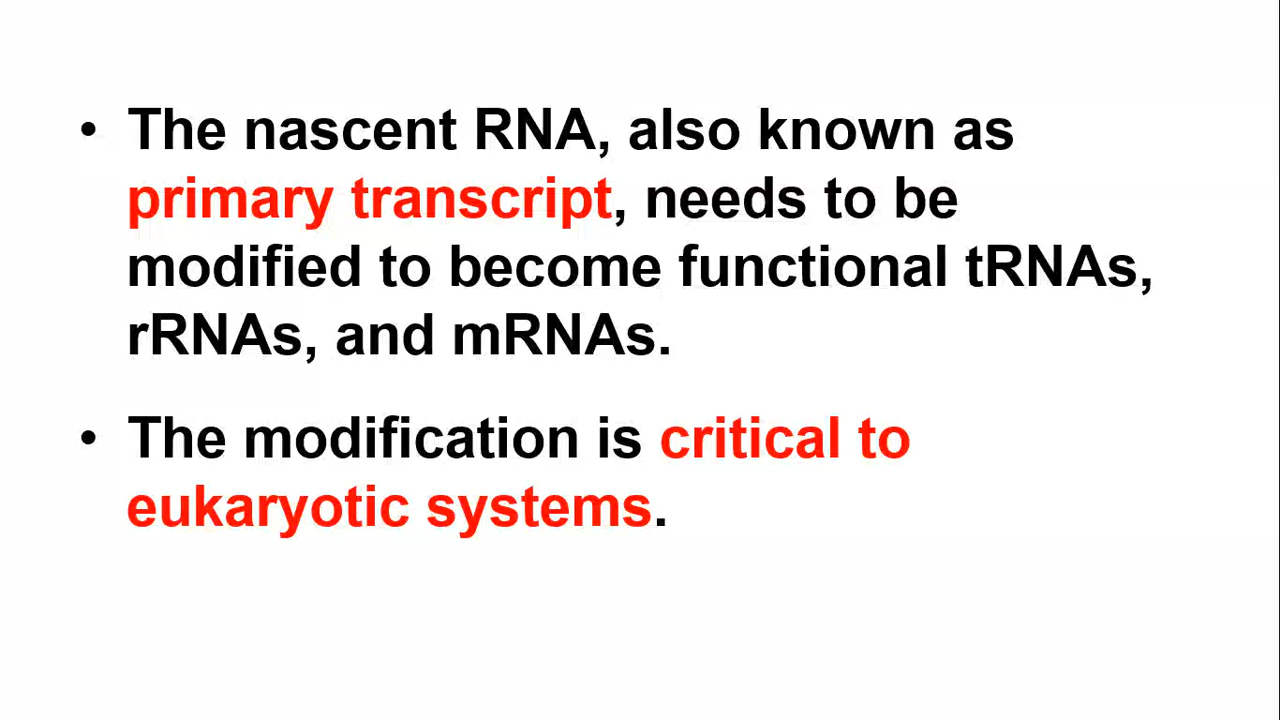 • The nascent RNA, also known as
primary transcript, needs to be
modified to become functional tRNAs,
rRNAs, and mRNAs.
• The modification is critical to
eukaryotic systems.